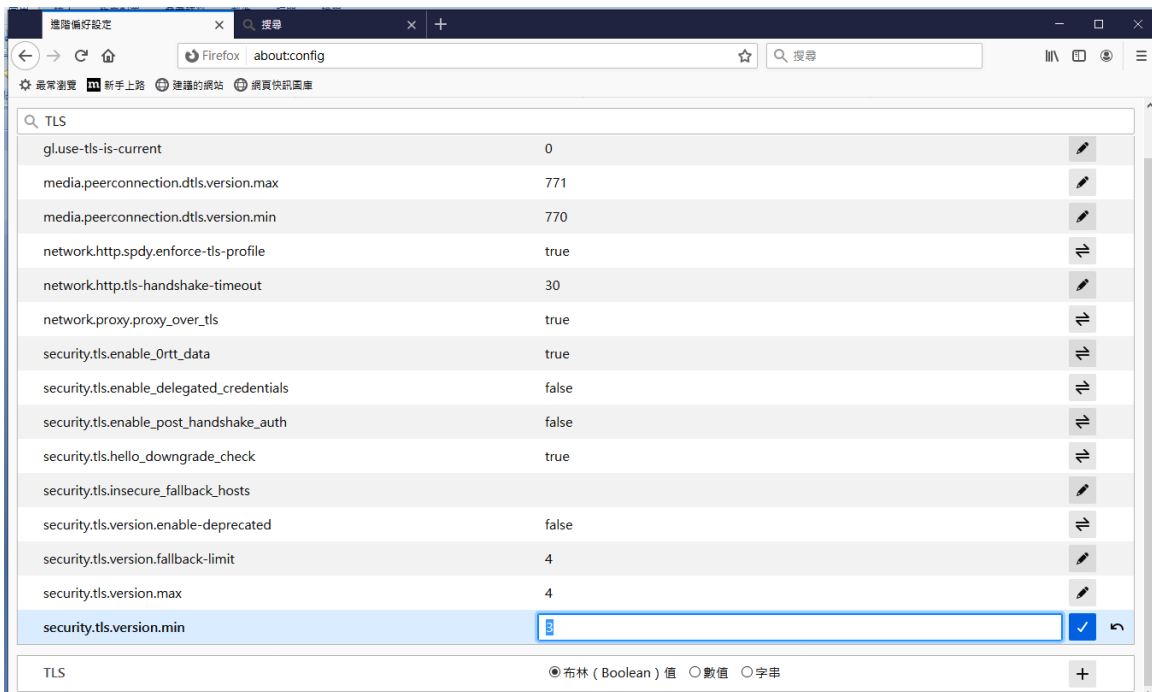 進階偏好設定
搜尋
Firefox about:config
搜尋
最常瀏覽 m 新手上路 建議的網站 網頁快訊圖庫
TLS
gl.use-tls-is-current 0
media.peerconnection.dtls.version.max 771
media.peerconnection.dtls.version.min 770
network.http.spdy.enforce-tls-profile true
network.http.tls-handshake-timeout 30
network.proxy.proxy_over_tls true
security.tls.enable_0rtt_data true
security.tls.enable_delegated_credentials false
security.tls.enable_post_handshake_auth false
security.tls.hello_downgrade_check true
security.tls.insecure_fallback_hosts
security.tls.version.enable-deprecated false
security.tls.version.fallback-limit 4
security.tls.version.max 4
security.tls.version.min 3
TLS 布林（Boolean）值 數值 字串